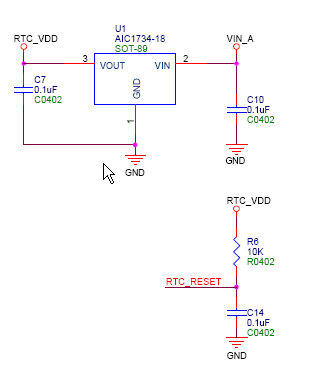 U1
RTC_VDD
AIC1734-18
VIN_A
SOT-89
3
VOUT
VIN
2
GND
1
C7
0.1uF
C0402
C10
0.1uF
C0402
GND
GND
RTC_VDD
R6
10K
R0402
RTC_RESET
C14
0.1uF
C0402
GND